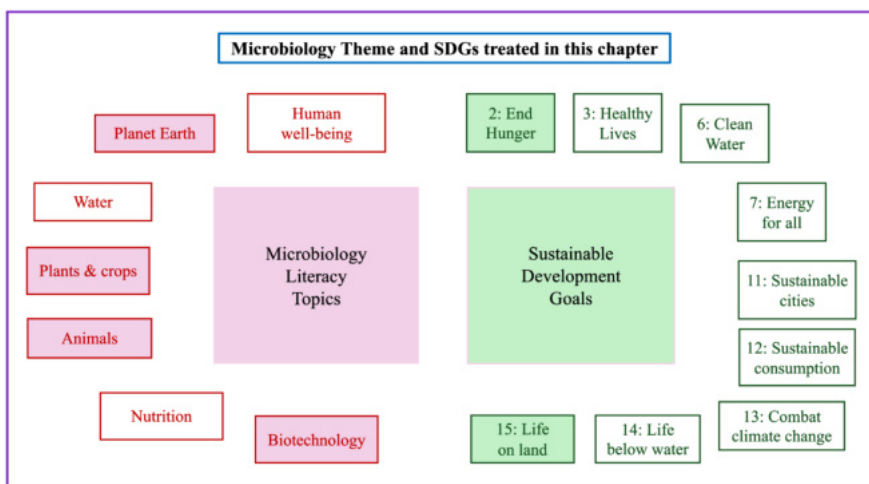 Microbiology Theme and SDGs treated in this chapter
Planet Earth
Human
well-being
Water
Plants & crops
Animals
Nutrition
Biotechnology
Microbiology
Literacy
Topics
2: End
Hunger
3: Healthy
Lives
6: Clean
Water
7: Energy
for all
11: Sustainable
cities
12: Sustainable
consumption
13: Combat
climate change
14: Life
below water
15: Life
on land
Sustainable
Development
Goals